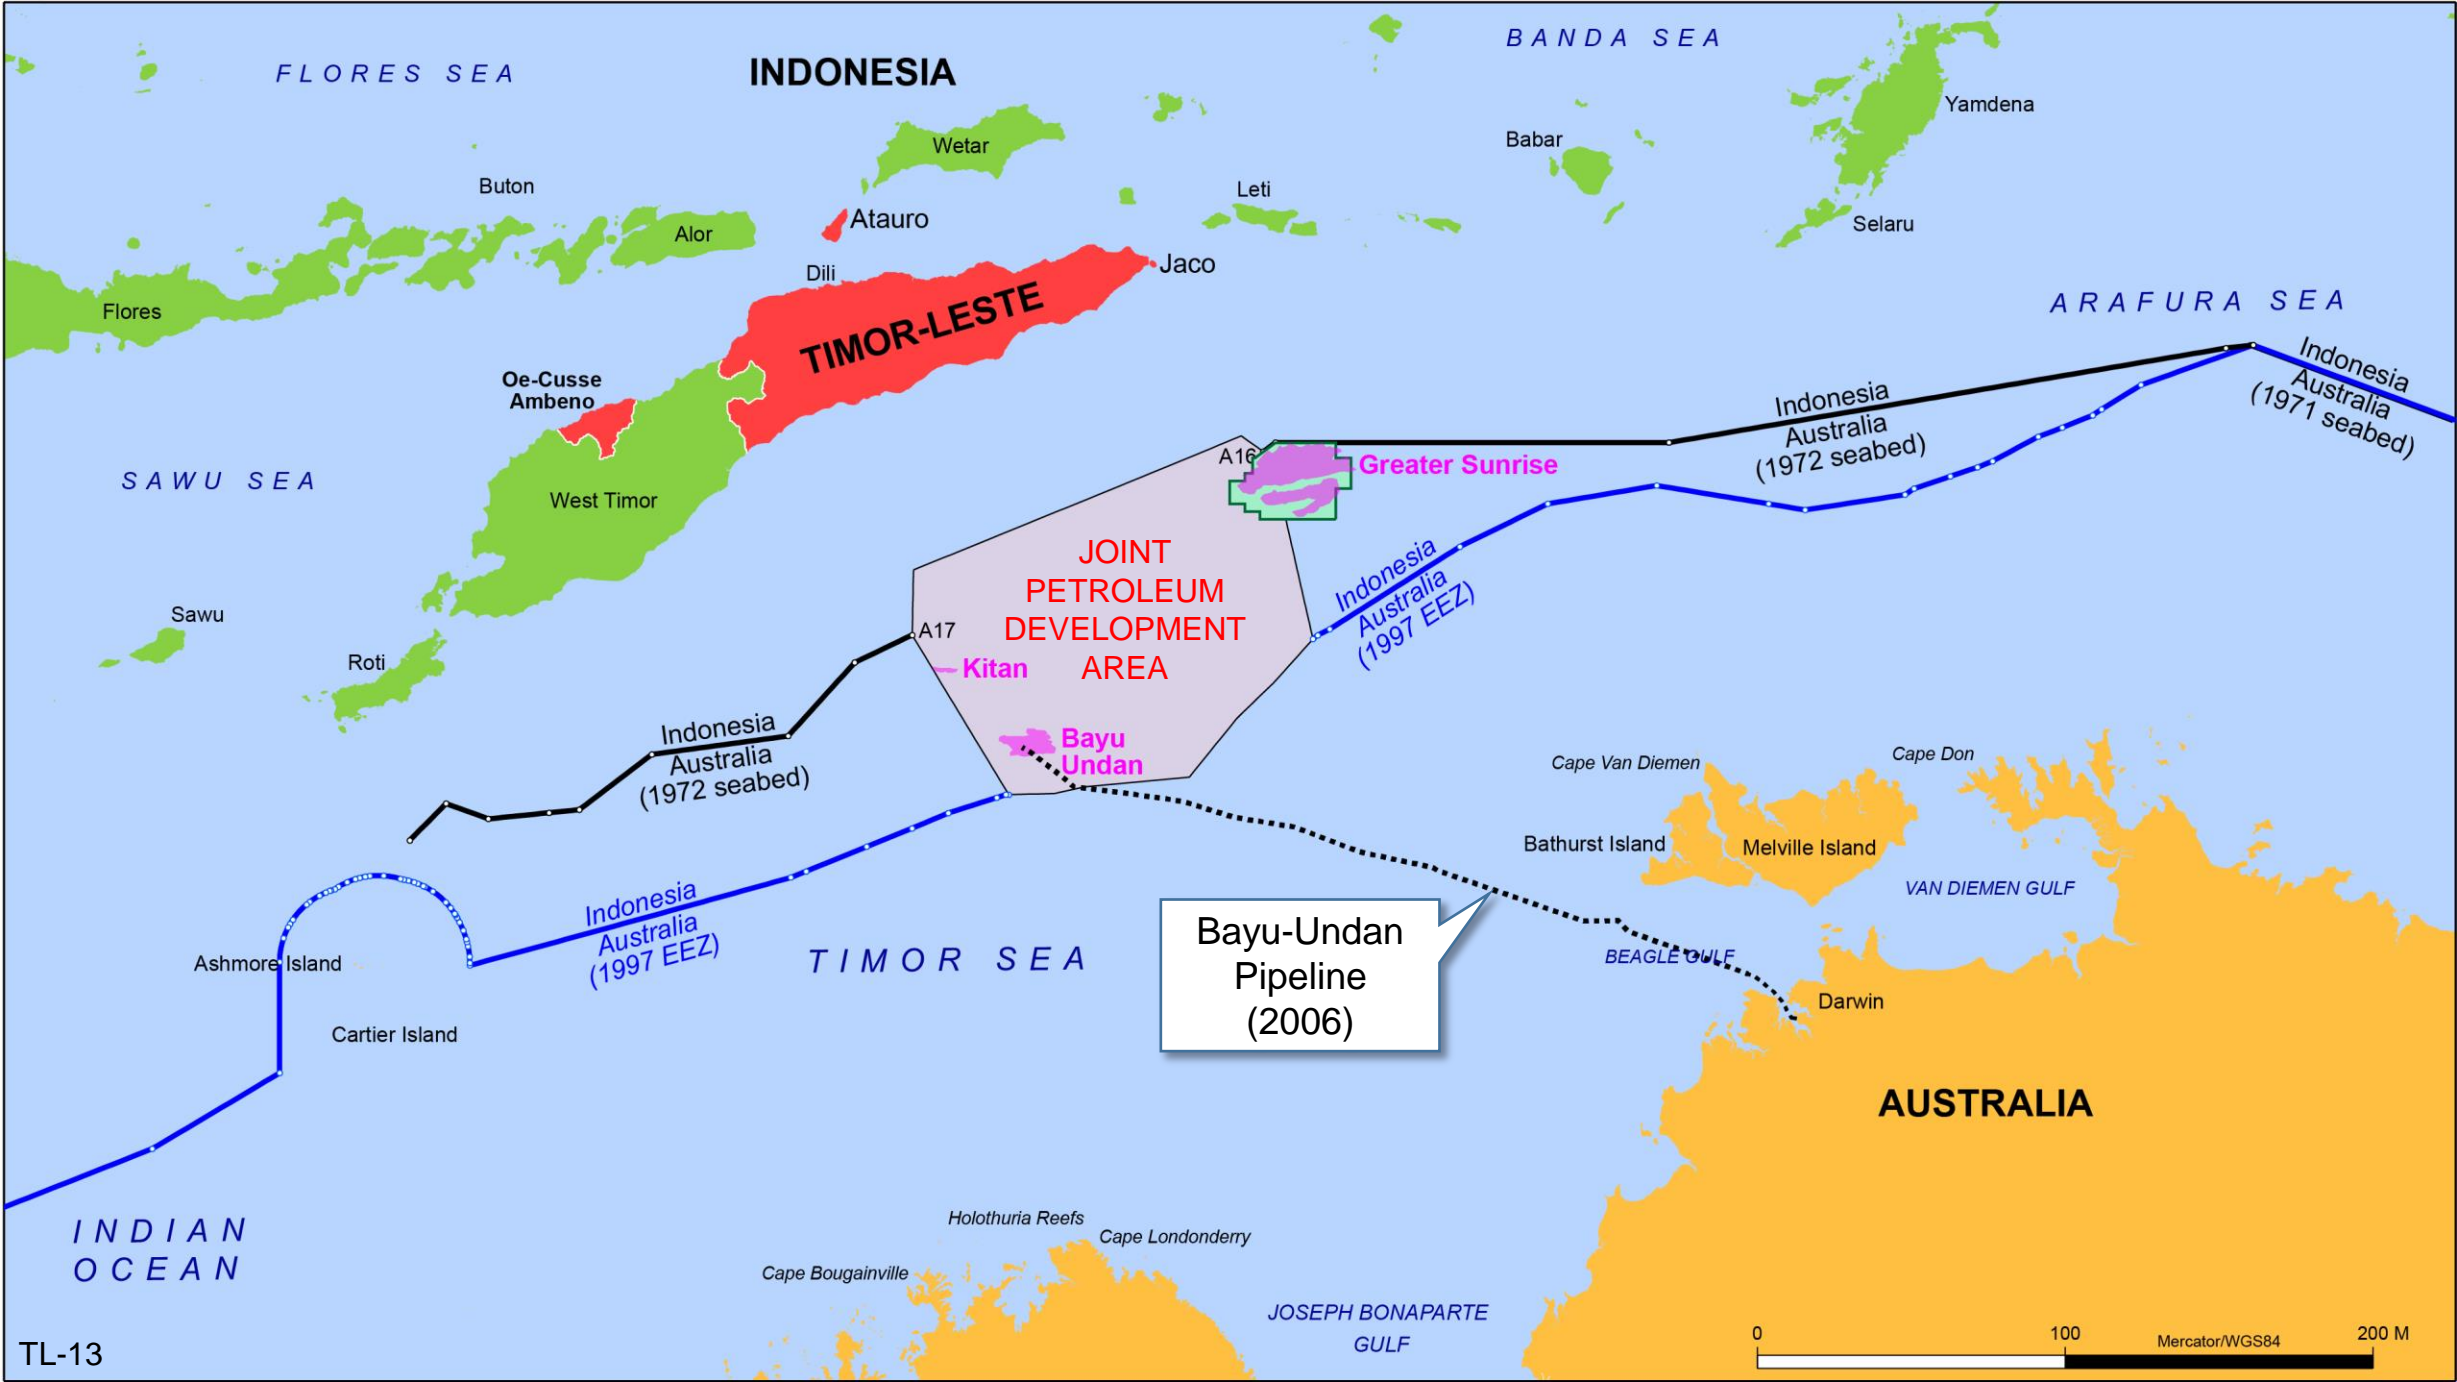 FLORES SEA
INDONESIA
BANDA SEA
Yamdena
Babar
Wetar
Buton
Leti
Atauro
Alor
Selaru
Dili
Jaco
Flores
TIMOR-LESTE
ARAFURA SEA
Indonesia
Australia
(1971 seabed)
Oe-Cusse
Ambeno
Indonesia
Australia
(1972 seabed)
A16
Greater Sunrise
SAWU SEA
West Timor
JOINT
PETROLEUM
DEVELOPMENT
AREA
Indonesia
Australia
(1997 EEZ)
Sawu
A17
Roti
Kitan
Indonesia
Australia
(1972 seabed)
Bayu
Undan
Cape Van Diemen
Cape Don
Bathurst Island
Melville Island
VAN DIEMEN GULF
Indonesia
Australia
(1997 EEZ)
Bayu-Undan
Pipeline
(2006)
TIMOR SEA
BEAGLE GULF
Ashmore Island
Darwin
Cartier Island
AUSTRALIA
INDIAN
OCEAN
Holothuria Reefs
Cape Londonderry
Cape Bougainville
JOSEPH BONAPARTE
GULF
0 100 200 M
Mercator/WGS84
TL-13